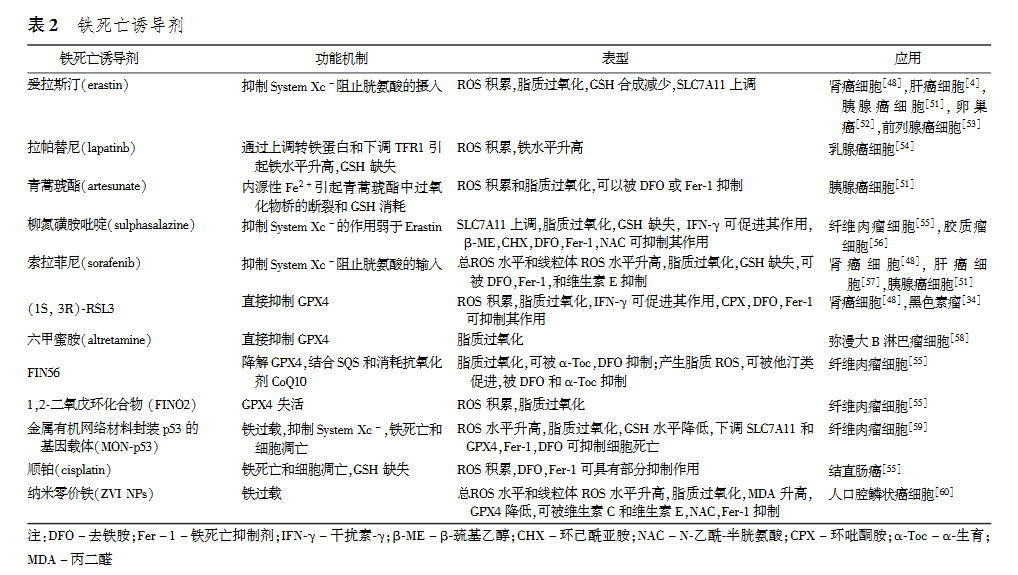 表 2 铁死亡诱导剂
铁死亡诱导剂 功能机制 表型 应用
爱拉斯汀(erastin) 抑制 System Xc⁻阻止胱氨酸的摄入 ROS 积累,脂质过氧化,GSH 合成减少,SLC7A11 上调 肾癌细胞[48],肝癌细胞[4],
胰腺癌细胞[51],卵巢
癌[52],前列腺癌细胞[53]
拉帕替尼(lapatinb) 通过上调转铁蛋白和下调 TFR1 引 ROS 积累,铁水平升高 乳腺癌细胞[54]
起铁水平升高,GSH 缺失
青蒿琥酯(artesunate) 内源性 Fe²⁺引起青蒿琥酯中过氧 ROS 积累和脂质过氧化,可以被 DFO 或 Fer-1 抑制 胰腺癌细胞[51]
化物桥的断裂和 GSH 消耗
柳氮磺胺吡啶(sulphasalazine) 抑制 System Xc⁻的作用弱于 Erastin SLC7A11 上调,脂质过氧化,GSH 缺失, IFN-γ 可促进其作用, 纤维肉瘤细胞[55],胶质瘤
β-ME,CHX,DFO,Fer-1,NAC 可抑制其作用 细胞[56]
索拉菲尼(sorafenib) 抑制 System Xc⁻阻止胱氨酸的输入 总ROS 水平和线粒体 ROS 水平升高,脂质过氧化,GSH 缺失,可 肾癌细胞[48],肝癌细
被 DFO,Fer-1,和维生素 E 抑制 胞[57],胰腺癌细胞[51]
(1S, 3R)-RSL3 直接抑制 GPX4 ROS 积累,脂质过氧化,IFN-γ 可促进其作用,CPX,DFO,Fer-1 肾癌细胞[48],黑色素瘤[34]
可抑制其作用
六甲蜜胺(altretamine) 直接抑制 GPX4 脂质过氧化 弥漫大 B 淋巴瘤细胞[58]
FIN56 降解 GPX4,结合 SQS 和消耗抗氧化 脂质过氧化,可被 α-Toc,DFO 抑制;产生脂质 ROS,可被他汀类 纤维肉瘤细胞[55]
剂 CoQ10 促进,被 DFO 和 α-Toc 抑制
1,2-二氧戊环化合物 (FINO2) GPX4 失活 ROS 积累,脂质过氧化 纤维肉瘤细胞[55]
金属有机网络材料封装 p53 的 铁过载,抑制 System Xc⁻,铁死亡和 ROS 水平升高,脂质过氧化,GSH 水平降低,下调 SLC7A11 和 纤维肉瘤细胞[59]
基因载体(MON-p53) 细胞凋亡 GPX4,Fer-1,DFO 可抑制细胞死亡
顺铂(cisplatin) 铁死亡和细胞凋亡,GSH 缺失 ROS 积累,DFO,Fer-1 可具有部分抑制作用 结直肠癌[55]
纳米零价铁(ZVI NPs) 铁过载 总ROS 水平和线粒体 ROS 水平升高,脂质过氧化,MDA 升高, 人口腔鳞状癌细胞[60]
GPX4 降低,可被维生素 C 和维生素 E,NAC,Fer-1 抑制
注;DFO – 去铁胺;Fer – 1 – 铁死亡抑制剂;IFN-γ – 干扰素-γ;β-ME – β-巯基乙醇;CHX – 环己酰亚胺;NAC – N-乙酰-半胱氨酸;CPX – 环吡酮胺;α-Toc – α-生育;
MDA – 丙二醛